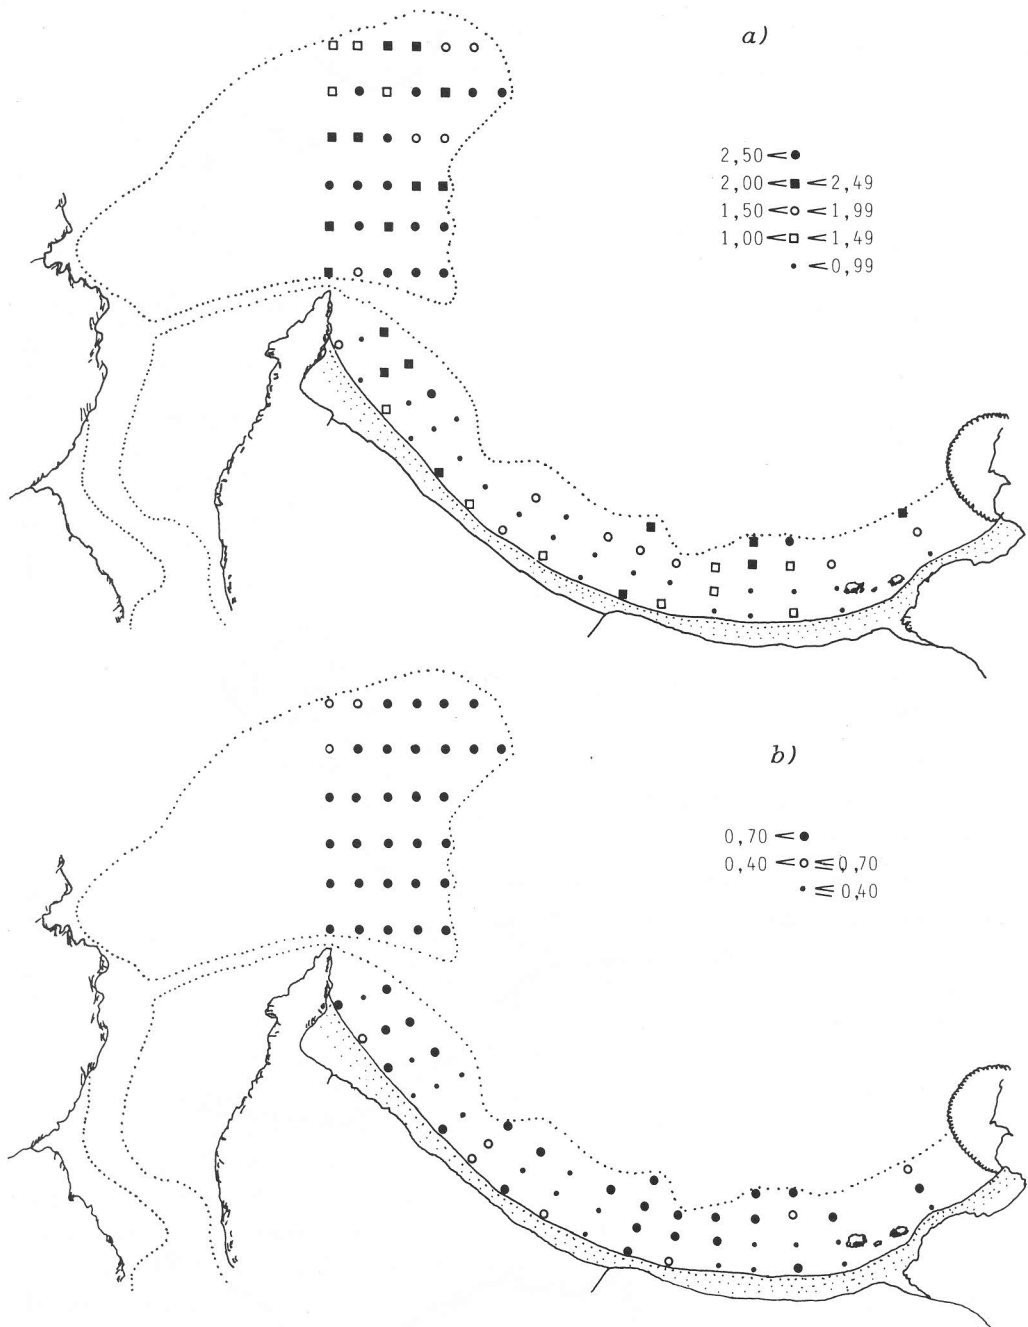 a)
2,50 < ●
2,00 < ■ < 2,49
1,50 < ○ < 1,99
1,00 < □ < 1,49
• < 0,99
b)
0,70 < ●
0,40 < ○ ≦ 0,70
• ≦ 0,40